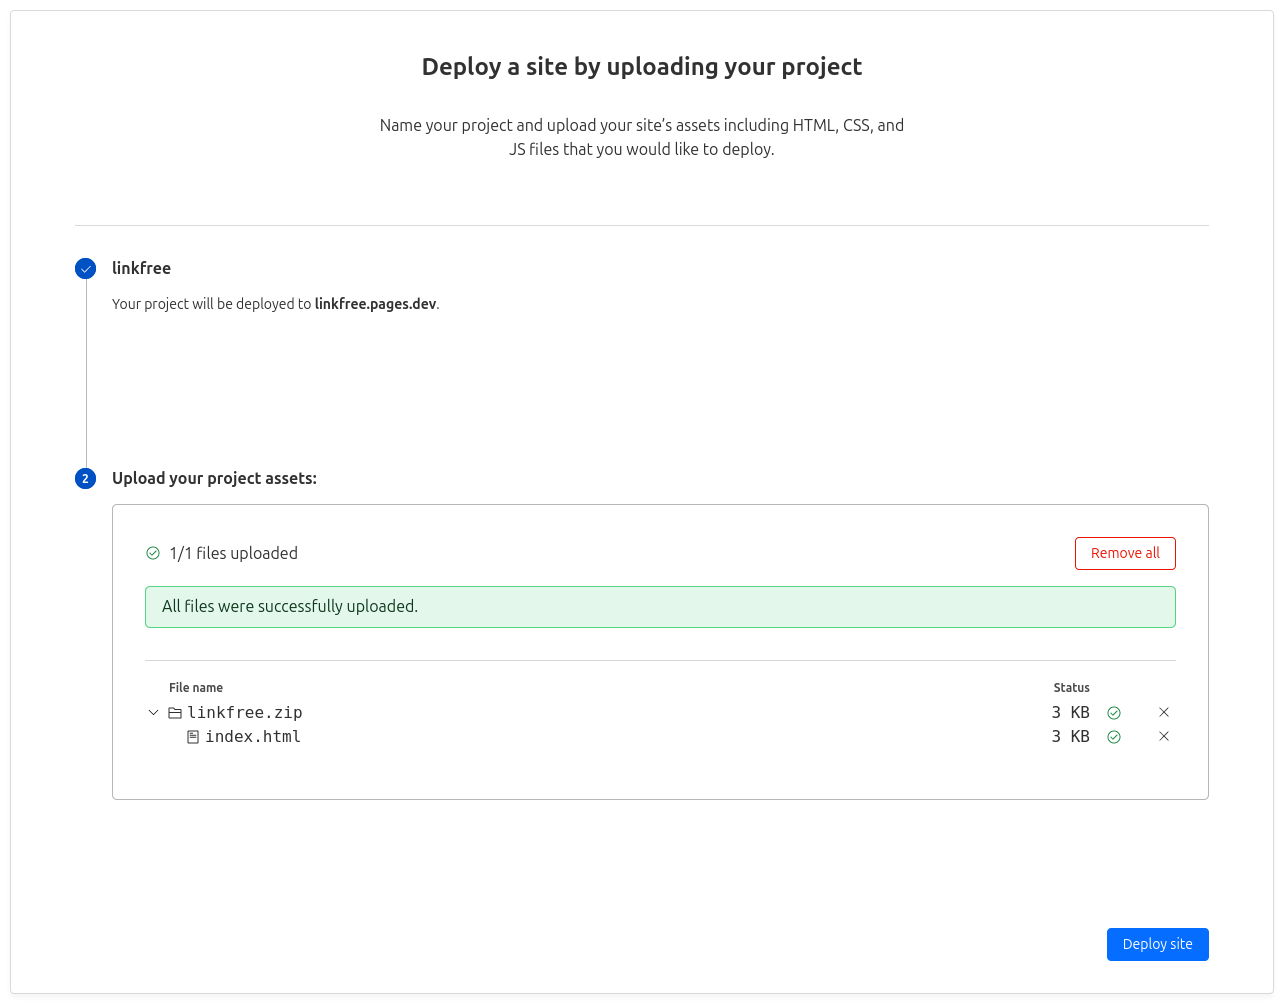 Deploy a site by uploading your project
Name your project and upload your site’s assets including HTML, CSS, and
JS files that you would like to deploy.
linkfree
Your project will be deployed to linkfree.pages.dev.
2 Upload your project assets:
1/1 files uploaded
Remove all
All files were successfully uploaded.
File name Status
linkfree.zip 3 KB
index.html 3 KB
Deploy site